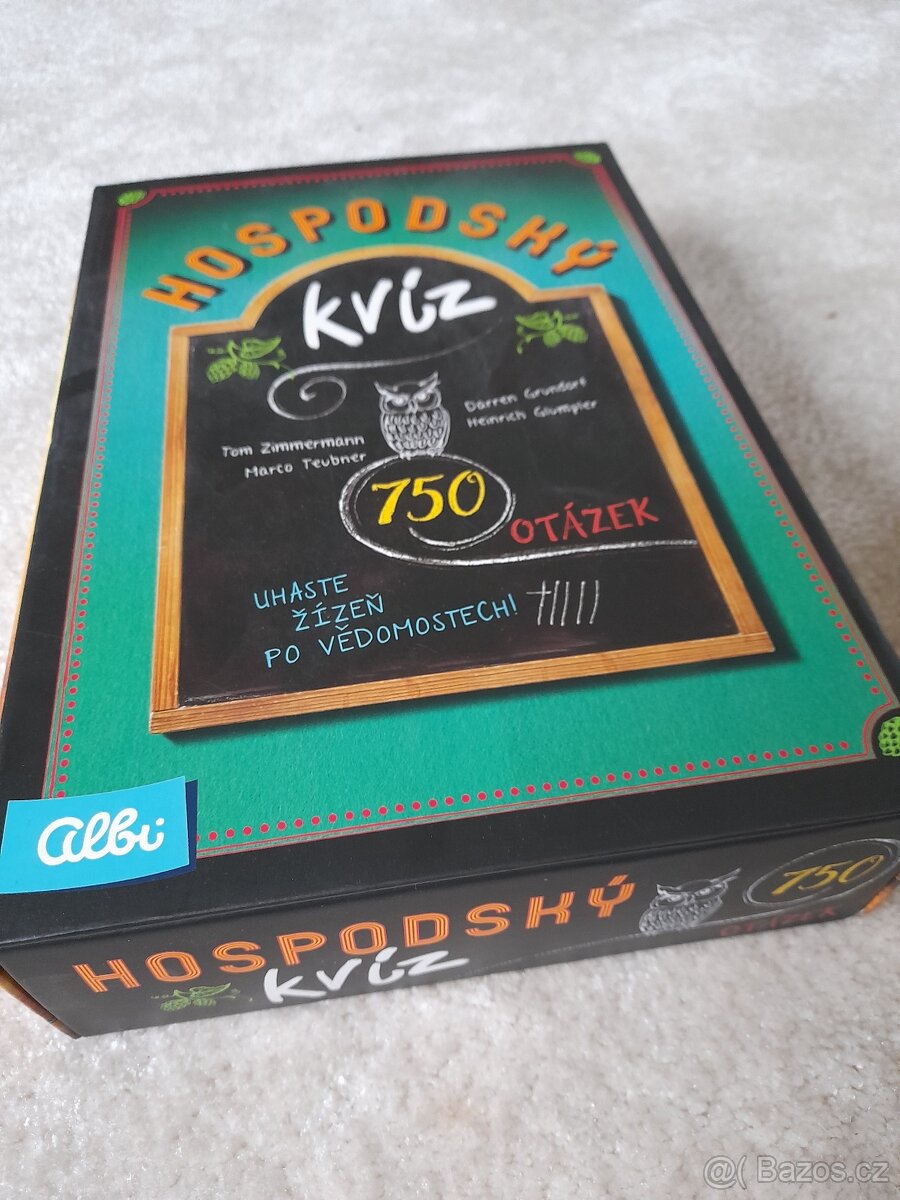 HOSPODSKÝ
kvíz
Tom Zimmermann
Marco Teubner
Darren Grundorf
Heinrich Glumpler
750
OTÁZEK
UHASTE
ŽÍZEŇ
PO VĚDOMOSTECH!
albi
HOSPODSKÝ
kvíz
750
OTÁZEK
@( Bazos.cz